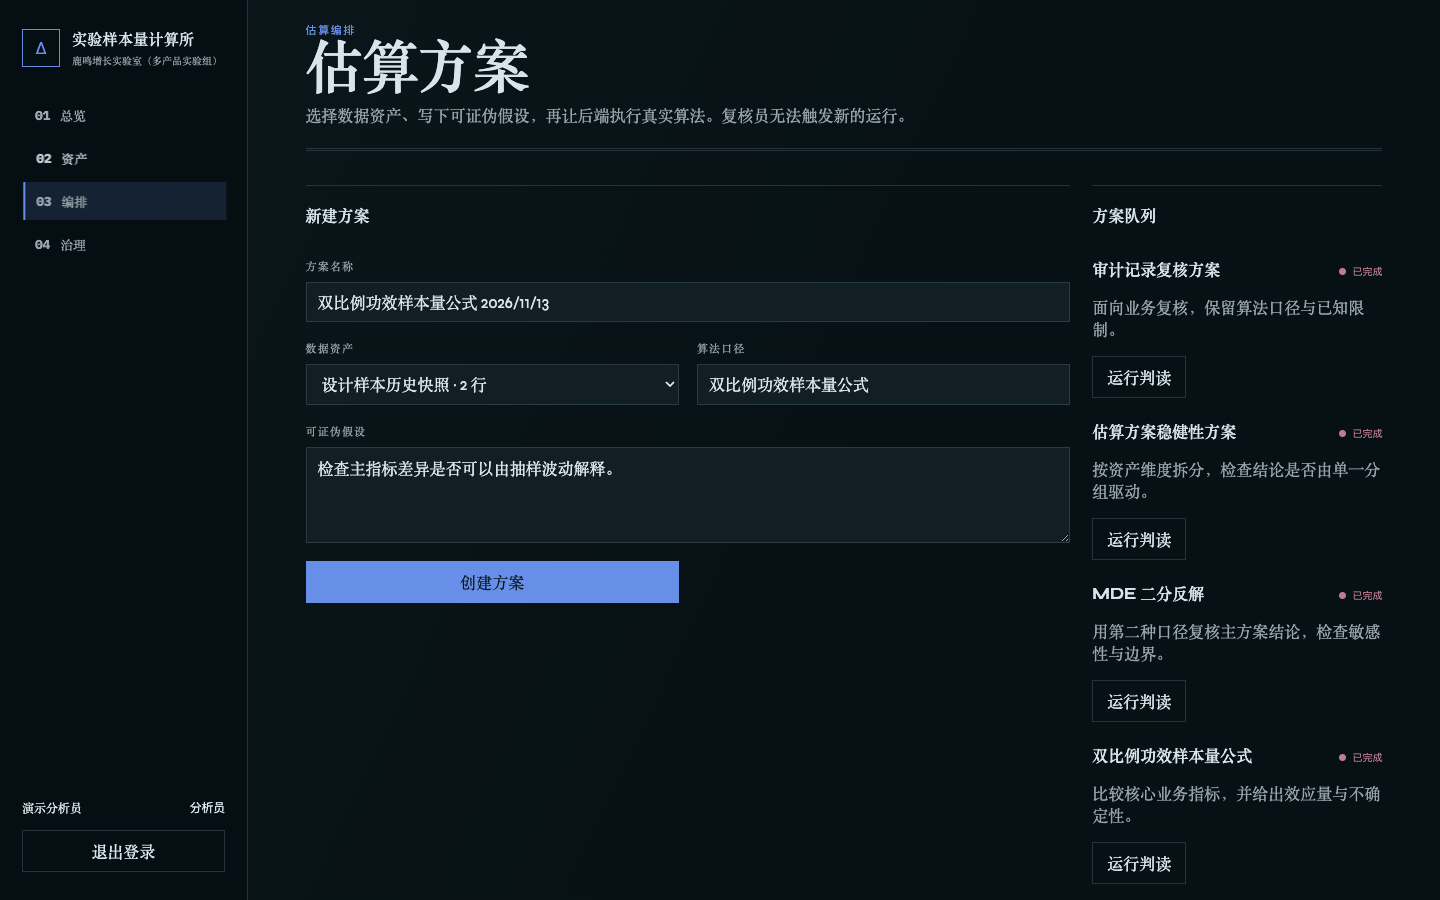 Δ
实验样本量计算所
鹿鸣增长实验室（多产品实验组）
01 总览
02 资产
03 编排
04 治理
演示分析员 分析员
退出登录
估算编排
估算方案
选择数据资产、写下可证伪假设，再让后端执行真实算法。复核员无法触发新的运行。
新建方案
方案名称
双比例功效样本量公式 2026/11/13
数据资产
设计样本历史快照 · 2 行
算法口径
双比例功效样本量公式
可证伪假设
检查主指标差异是否可以由抽样波动解释。
创建方案
方案队列
审计记录复核方案 已完成
面向业务复核，保留算法口径与已知限
制。
运行判读
估算方案稳健性方案 已完成
按资产维度拆分，检查结论是否由单一分
组驱动。
运行判读
MDE 二分反解 已完成
用第二种口径复核主方案结论，检查敏感
性与边界。
运行判读
双比例功效样本量公式 已完成
比较核心业务指标，并给出效应量与不确
定性。
运行判读